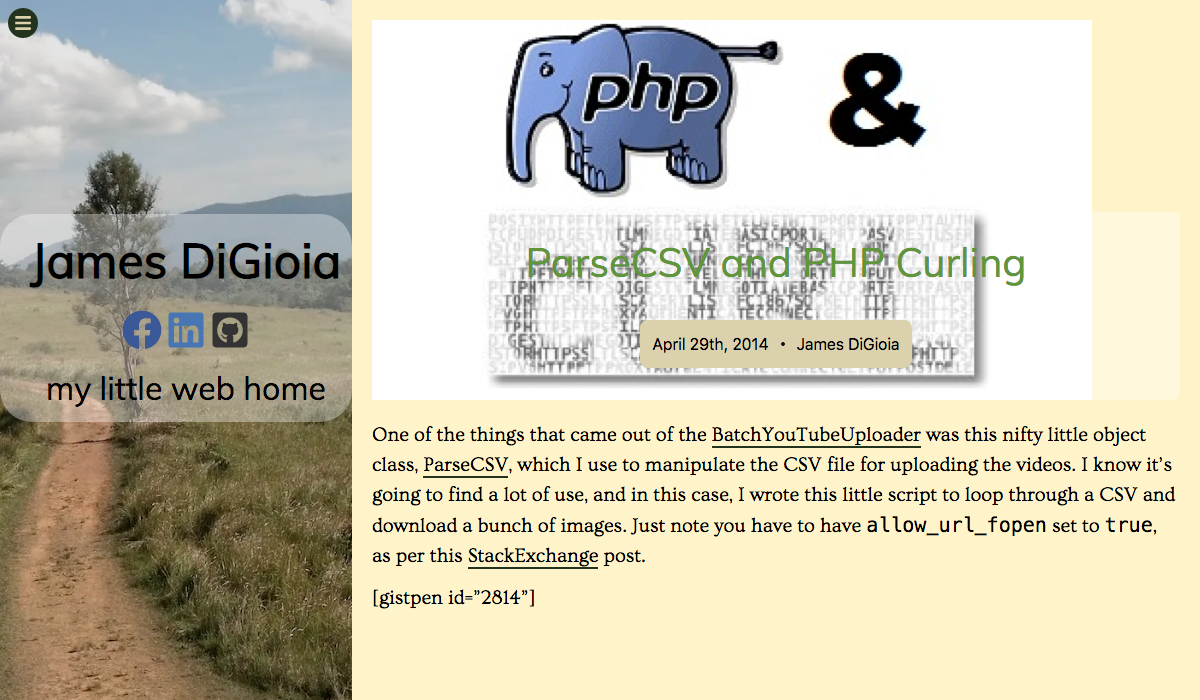 James DiGioia
my little web home
php
&
ParseCSV and PHP Curling
April 29th, 2014 • James DiGioia
One of the things that came out of the BatchYouTubeUploader was this nifty little object
class, ParseCSV, which I use to manipulate the CSV file for uploading the videos. I know it’s
going to find a lot of use, and in this case, I wrote this little script to loop through a CSV and
download a bunch of images. Just note you have to have allow_url_fopen set to true,
as per this StackExchange post.
[gistpen id=”2814”]